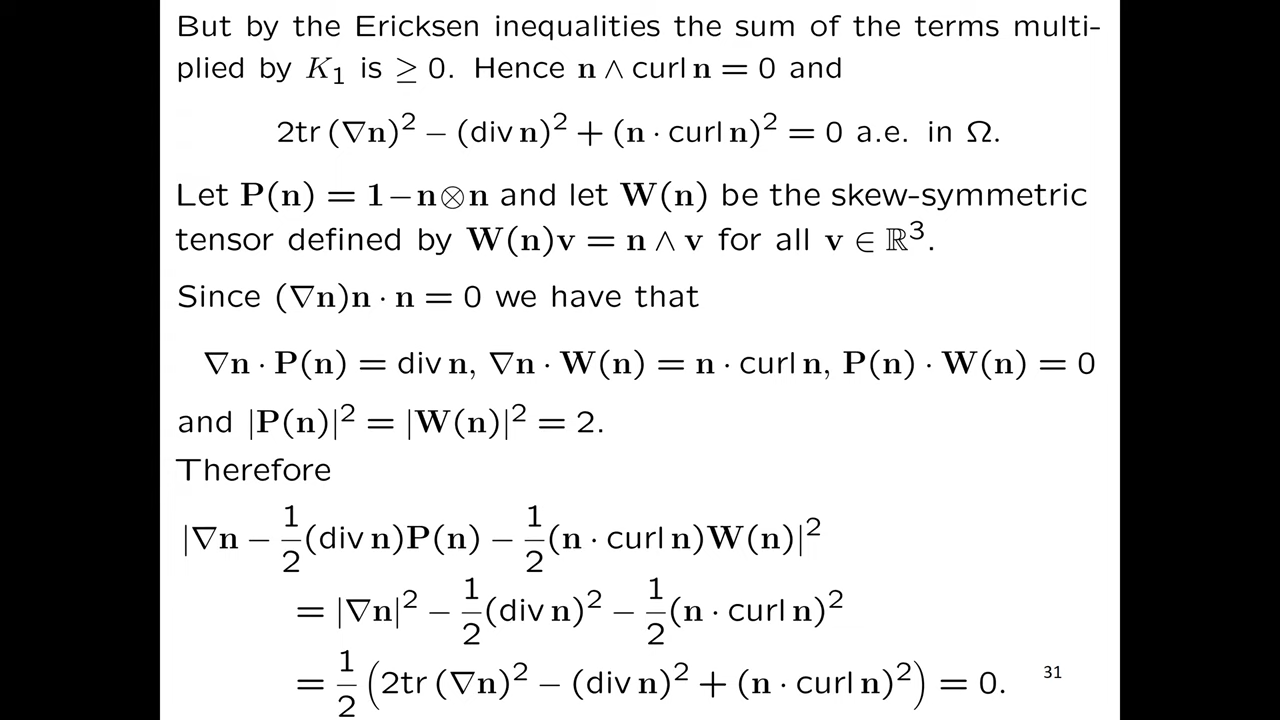 But by the Ericksen inequalities the sum of the terms multi-
plied by K₁ is ≥ 0. Hence n ∧ curl n = 0 and
2tr (∇n)² − (div n)² + (n · curl n)² = 0 a.e. in Ω.
Let P(n) = 1−n⊗n and let W(n) be the skew-symmetric
tensor defined by W(n)v = n ∧ v for all v ∈ ℝ³.
Since (∇n)n · n = 0 we have that
∇n · P(n) = div n, ∇n · W(n) = n · curl n, P(n) · W(n) = 0
and |P(n)|² = |W(n)|² = 2.
Therefore
|∇n − 1/2(div n)P(n) − 1/2(n · curl n)W(n)|²
= |∇n|² − 1/2(div n)² − 1/2(n · curl n)²
= 1/2 (2tr (∇n)² − (div n)² + (n · curl n)²) = 0.
31